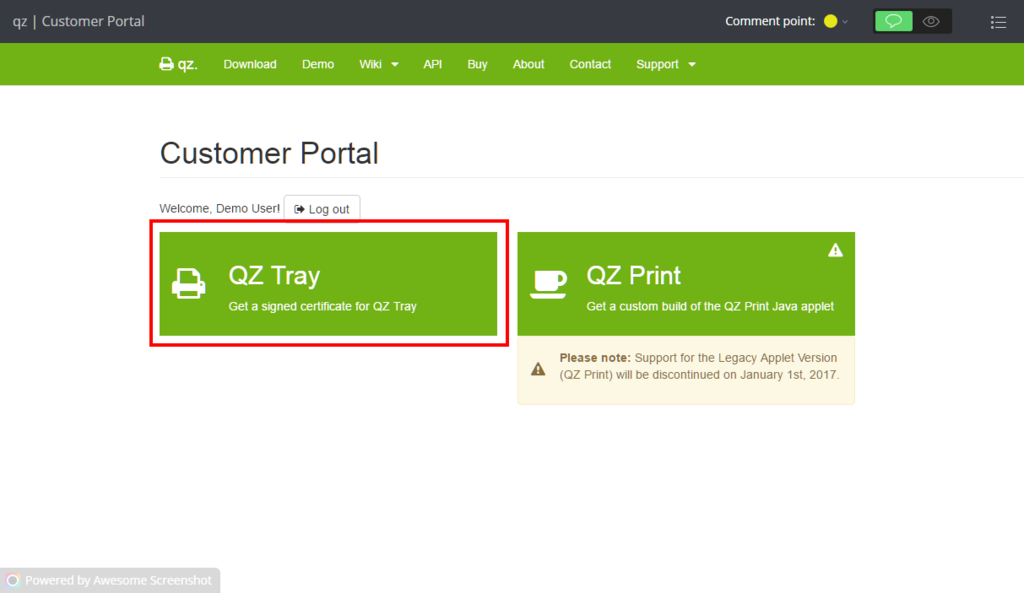 qz | Customer Portal
Comment point:
qz.
Download
Demo
Wiki
API
Buy
About
Contact
Support
Customer Portal
Welcome, Demo User!
Log out
QZ Tray
Get a signed certificate for QZ Tray
QZ Print
Get a custom build of the QZ Print Java applet
Please note: Support for the Legacy Applet Version
(QZ Print) will be discontinued on January 1st, 2017.
Powered by Awesome Screenshot